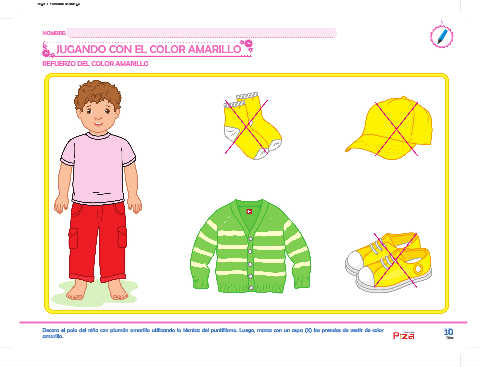 NOMBRE:
JUGANDO CON EL COLOR AMARILLO
REFUERZO DEL COLOR AMARILLO
Decora el polo del niño con plumón amarillo utilizando la técnica del puntillismo. Luego, marca con un aspa (X) las prendas de vestir de color
amarillo.
Pizá
10